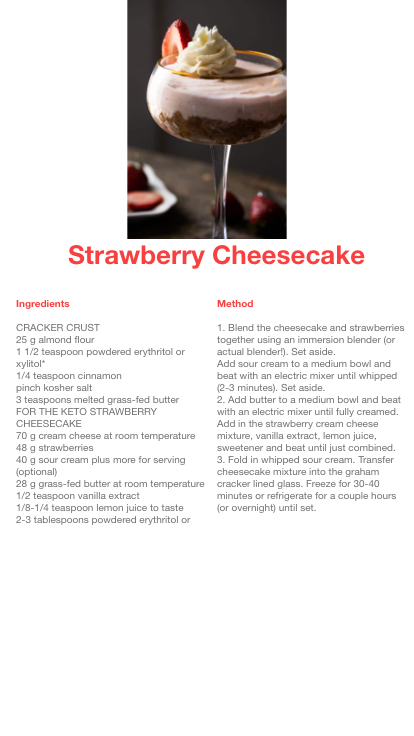 Strawberry Cheesecake
Ingredients
CRACKER CRUST
25 g almond flour
1 1/2 teaspoon powdered erythritol or
xylitol*
1/4 teaspoon cinnamon
pinch kosher salt
3 teaspoons melted grass-fed butter
FOR THE KETO STRAWBERRY
CHEESECAKE
70 g cream cheese at room temperature
48 g strawberries
40 g sour cream plus more for serving
(optional)
28 g grass-fed butter at room temperature
1/2 teaspoon vanilla extract
1/8-1/4 teaspoon lemon juice to taste
2-3 tablespoons powdered erythritol or
Method
1. Blend the cheesecake and strawberries
together using an immersion blender (or
actual blender!). Set aside.
Add sour cream to a medium bowl and
beat with an electric mixer until whipped
(2-3 minutes). Set aside.
2. Add butter to a medium bowl and beat
with an electric mixer until fully creamed.
Add in the strawberry cream cheese
mixture, vanilla extract, lemon juice,
sweetener and beat until just combined.
3. Fold in whipped sour cream. Transfer
cheesecake mixture into the graham
cracker lined glass. Freeze for 30-40
minutes or refrigerate for a couple hours
(or overnight) until set.